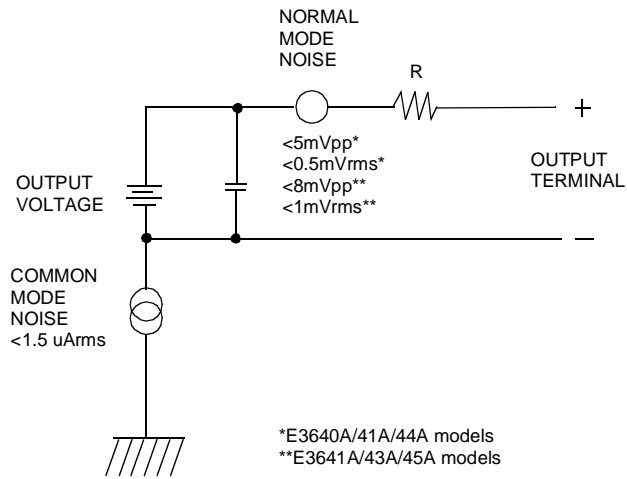 NORMAL
MODE
NOISE
R
+
<5mVpp*
<0.5mVrms*
<8mVpp**
<1mVrms**
OUTPUT
TERMINAL
OUTPUT
VOLTAGE
−
COMMON
MODE
NOISE
<1.5 uArms
*E3640A/41A/44A models
**E3641A/43A/45A models